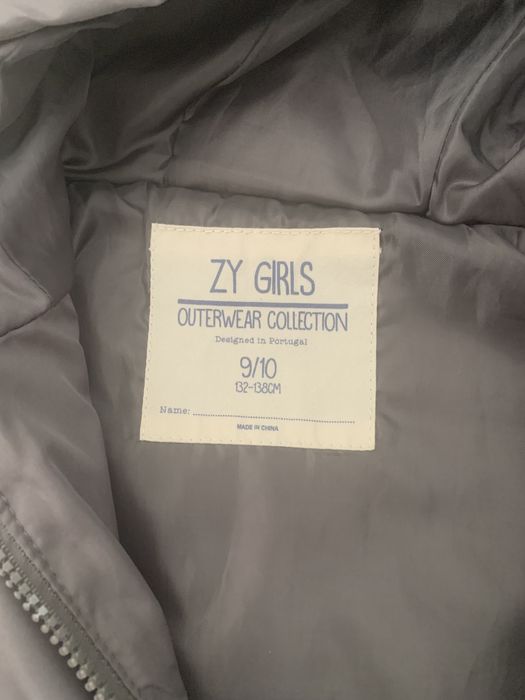 ZY GIRLS
OUTERWEAR COLLECTION
Designed in Portugal
9/10
132-138CM
Name:
MADE IN CHINA